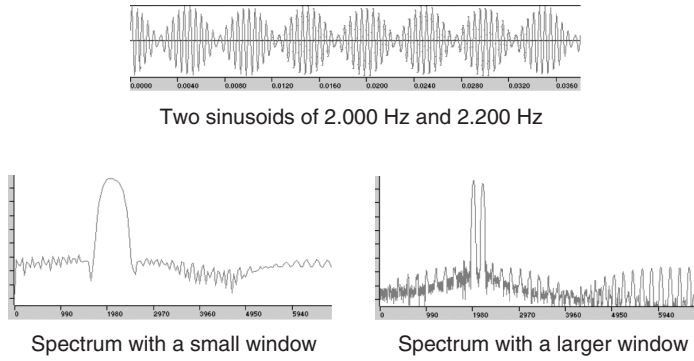 0.0000 0.0040 0.0080 0.0120 0.0160 0.0200 0.0240 0.0280 0.0320 0.0360
Two sinusoids of 2.000 Hz and 2.200 Hz
0 990 1980 2970 3960 4950 5940
0 990 1980 2970 3960 4950 5940
Spectrum with a small window
Spectrum with a larger window